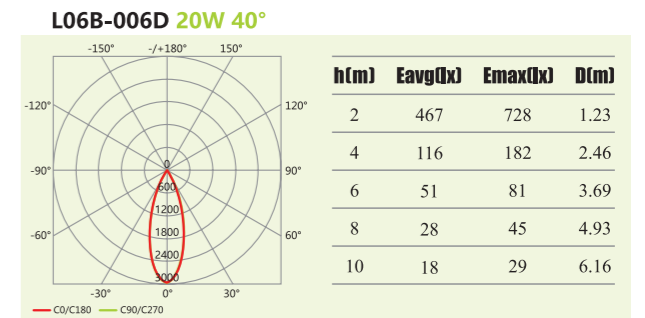 L06B-006D 20W 40°
-150° -/+180° 150°
-120° 120°
-90° 0 90°
600
1200
-60° 1800 60°
2400
3000
-30° 0° 30°
C0/C180 C90/C270
h(m) Eavg(lx) Emax(lx) D(m)
2 467 728 1.23
4 116 182 2.46
6 51 81 3.69
8 28 45 4.93
10 18 29 6.16